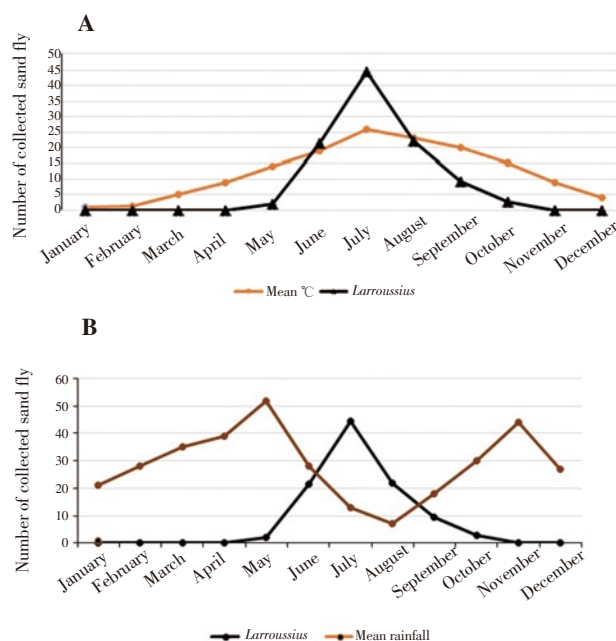 A
Number of collected sand fly
50
45
40
35
30
25
20
15
10
5
0
January
February
March
April
May
June
July
August
September
October
November
December
Mean ℃ Larroussius
B
Number of collected sand fly
60
50
40
30
20
10
0
January
February
March
April
May
June
July
August
September
October
November
December
Larroussius Mean rainfall